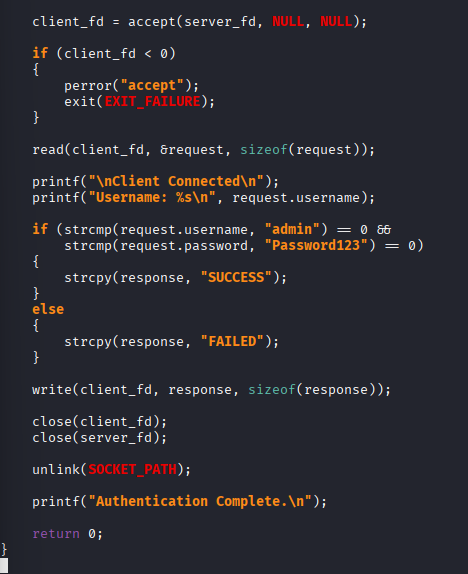 client_fd = accept(server_fd, NULL, NULL);
if (client_fd < 0)
{
perror("accept");
exit(EXIT_FAILURE);
}
read(client_fd, &request, sizeof(request));
printf("\nClient Connected\n");
printf("Username: %s\n", request.username);
if (strcmp(request.username, "admin") == 0 &&
strcmp(request.password, "Password123") == 0)
{
strcpy(response, "SUCCESS");
}
else
{
strcpy(response, "FAILED");
}
write(client_fd, response, sizeof(response));
close(client_fd);
close(server_fd);
unlink(SOCKET_PATH);
printf("Authentication Complete.\n");
return 0;
}